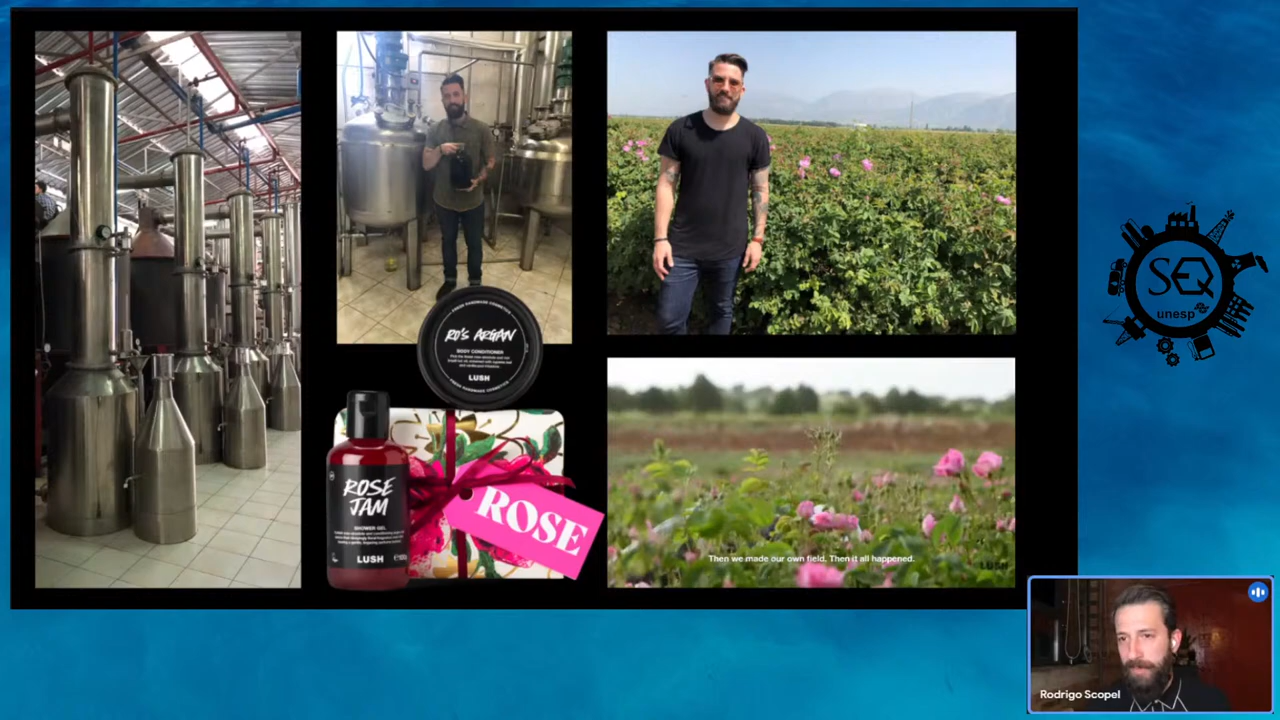 RO'S ARGAN
BODY CONDITIONER
LUSH
ROSE
JAM
SHOWER GEL
LUSH
ROSE
Then we made our own field. Then it all happened.
LUSH
SEQ
unesp
Rodrigo Scopel